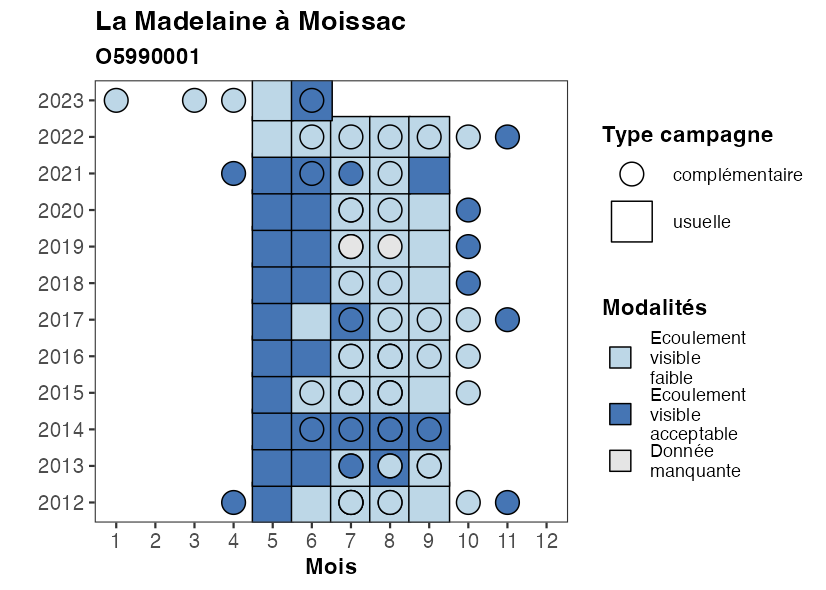 La Madelaine à Moissac
O5990001
2023
2022
2021
2020
2019
2018
2017
2016
2015
2014
2013
2012
1 2 3 4 5 6 7 8 9 10 11 12
Mois
Type campagne
complémentaire
usuelle
Modalités
Ecoulement
visible
faible
Ecoulement
visible
acceptable
Donnée
manquante